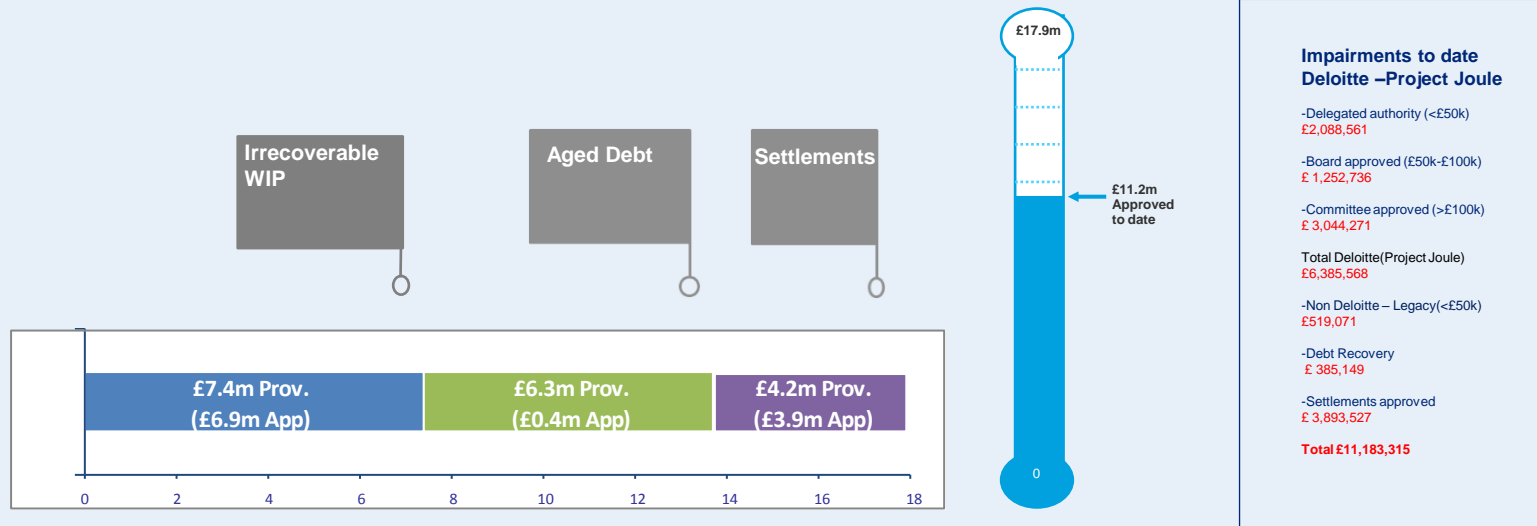 Irrecoverable
WIP
Aged Debt
Settlements
£7.4m Prov.
(£6.9m App)
£6.3m Prov.
(£0.4m App)
£4.2m Prov.
(£3.9m App)
0 2 4 6 8 10 12 14 16 18
£17.9m
£11.2m
Approved
to date
0
Impairments to date
Deloitte –Project Joule
-Delegated authority (<£50k)
£2,088,561
-Board approved (£50k-£100k)
£ 1,252,736
-Committee approved (>£100k)
£ 3,044,271
Total Deloitte(Project Joule)
£6,385,568
-Non Deloitte – Legacy(<£50k)
£519,071
-Debt Recovery
£ 385,149
-Settlements approved
£ 3,893,527
Total £11,183,315